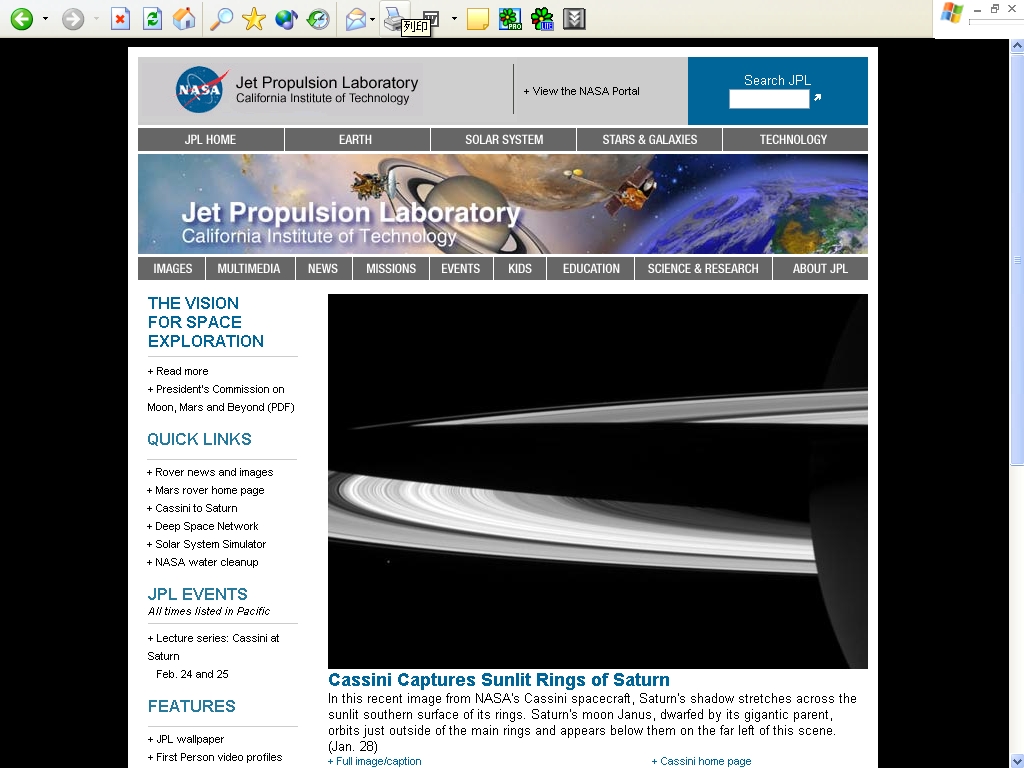 列印
PRO
LITE
NASA
Jet Propulsion Laboratory
California Institute of Technology
+ View the NASA Portal
Search JPL
JPL HOME
EARTH
SOLAR SYSTEM
STARS & GALAXIES
TECHNOLOGY
Jet Propulsion Laboratory
California Institute of Technology
IMAGES
MULTIMEDIA
NEWS
MISSIONS
EVENTS
KIDS
EDUCATION
SCIENCE & RESEARCH
ABOUT JPL
THE VISION
FOR SPACE
EXPLORATION
+ Read more
+ President's Commission on
Moon, Mars and Beyond (PDF)
QUICK LINKS
+ Rover news and images
+ Mars rover home page
+ Cassini to Saturn
+ Deep Space Network
+ Solar System Simulator
+ NASA water cleanup
JPL EVENTS
All times listed in Pacific
+ Lecture series: Cassini at
Saturn
Feb. 24 and 25
FEATURES
+ JPL wallpaper
+ First Person video profiles
Cassini Captures Sunlit Rings of Saturn
In this recent image from NASA's Cassini spacecraft, Saturn's shadow stretches across the
sunlit southern surface of its rings. Saturn's moon Janus, dwarfed by its gigantic parent,
orbits just outside of the main rings and appears below them on the far left of this scene.
(Jan. 28)
+ Full image/caption
+ Cassini home page